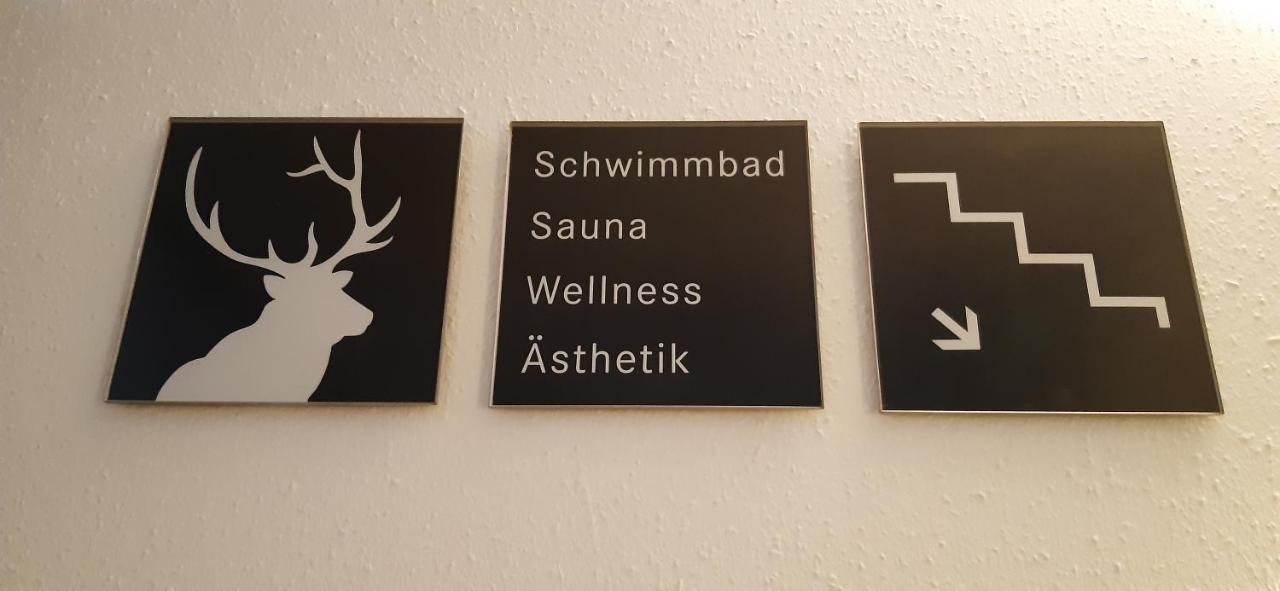 Schwimmbad
Sauna
Wellness
Ästhetik